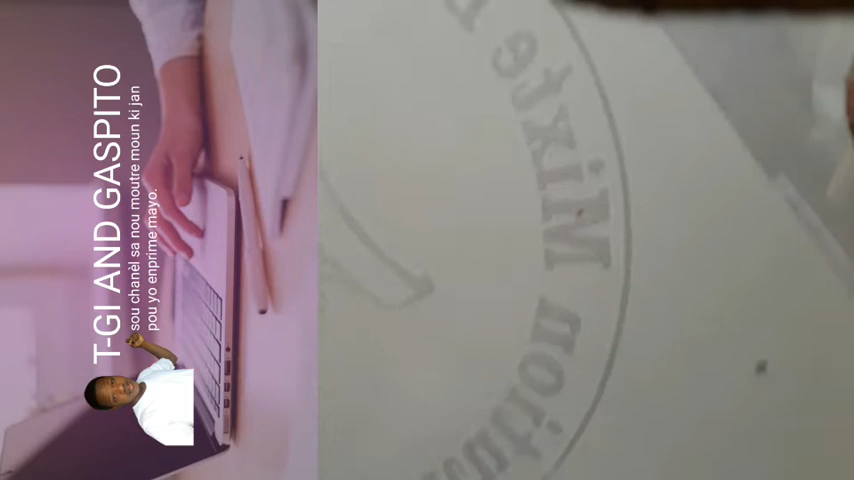 T-GI AND GASPITO
sou chanèl sa nou moutre moun ki jan
pou yo enprime mayo.
Mixte